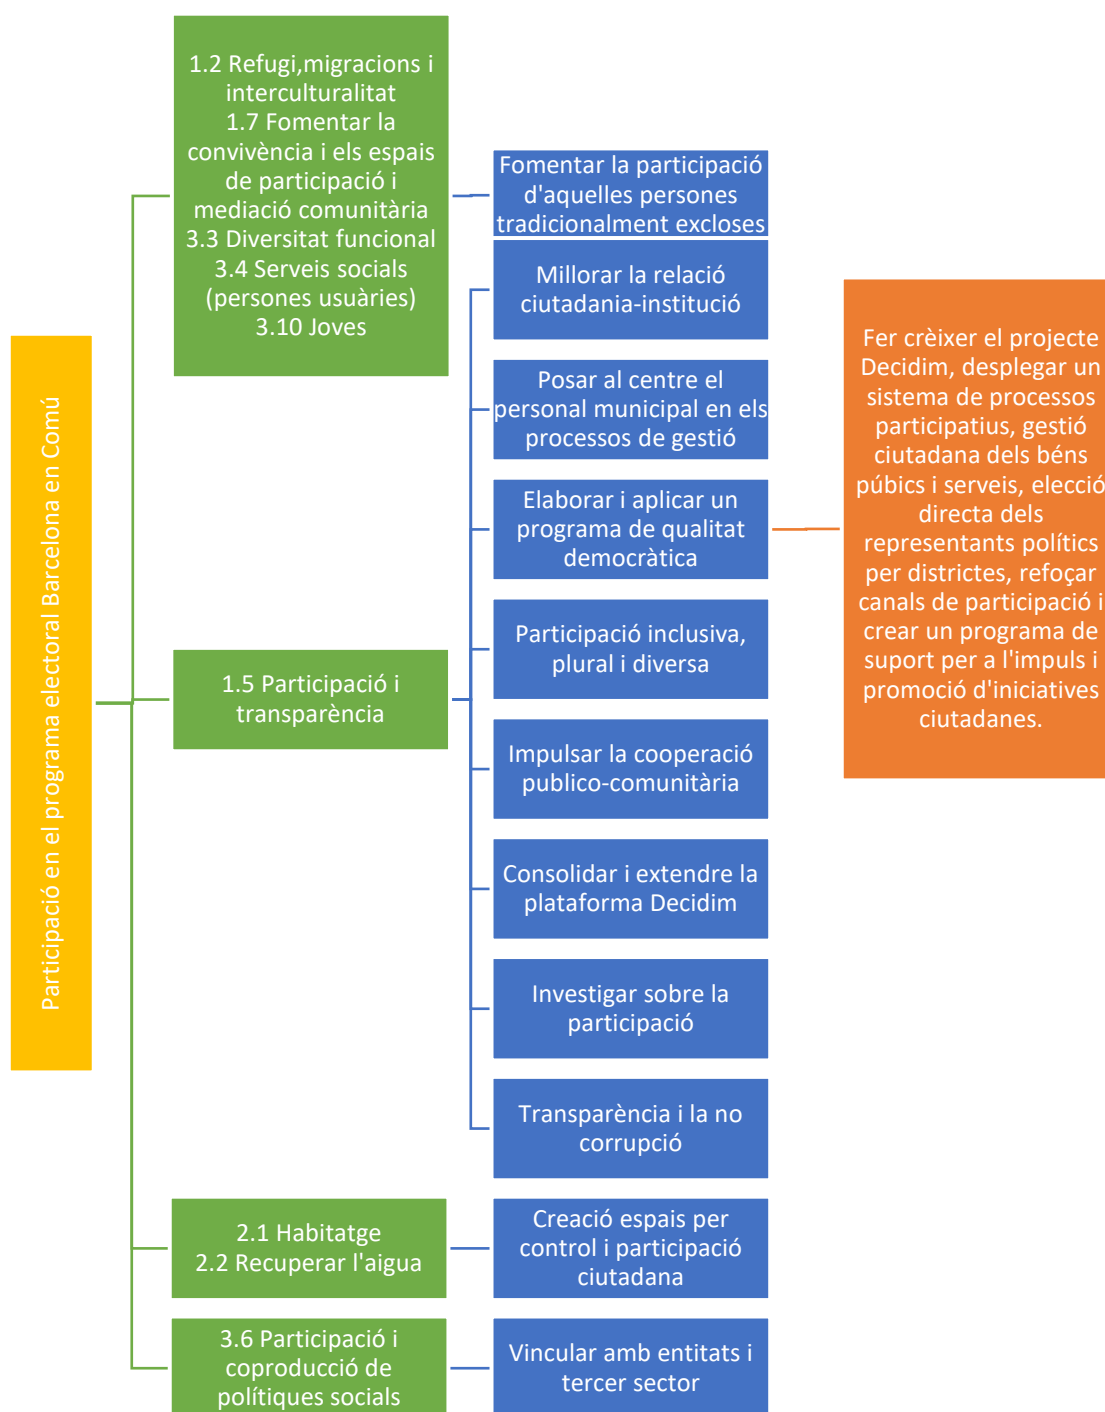 Participació en el programa electoral Barcelona en Comú
1.2 Refugi,migracions i
interculturalitat
1.7 Fomentar la
convivència i els espais
de participació i
mediació comunitària
3.3 Diversitat funcional
3.4 Serveis socials
(persones usuàries)
3.10 Joves
Fomentar la participació
d'aquelles persones
tradicionalment excloses
1.5 Participació i
transparència
Millorar la relació
ciutadania-institució
Posar al centre el
personal municipal en els
processos de gestió
Elaborar i aplicar un
programa de qualitat
democràtica
Fer crèixer el projecte
Decidim, desplegar un
sistema de processos
participatius, gestió
ciutadana dels béns
púbics i serveis, elecció
directa dels
representants polítics
per districtes, refoçar
canals de participació i
crear un programa de
suport per a l'impuls i
promoció d'iniciatives
ciutadanes.
Participació inclusiva,
plural i diversa
Impulsar la cooperació
publico-comunitària
Consolidar i extendre la
plataforma Decidim
Investigar sobre la
participació
Transparència i la no
corrupció
2.1 Habitatge
2.2 Recuperar l'aigua
Creació espais per
control i participació
ciutadana
3.6 Participació i
coproducció de
polítiques socials
Vincular amb entitats i
tercer sector